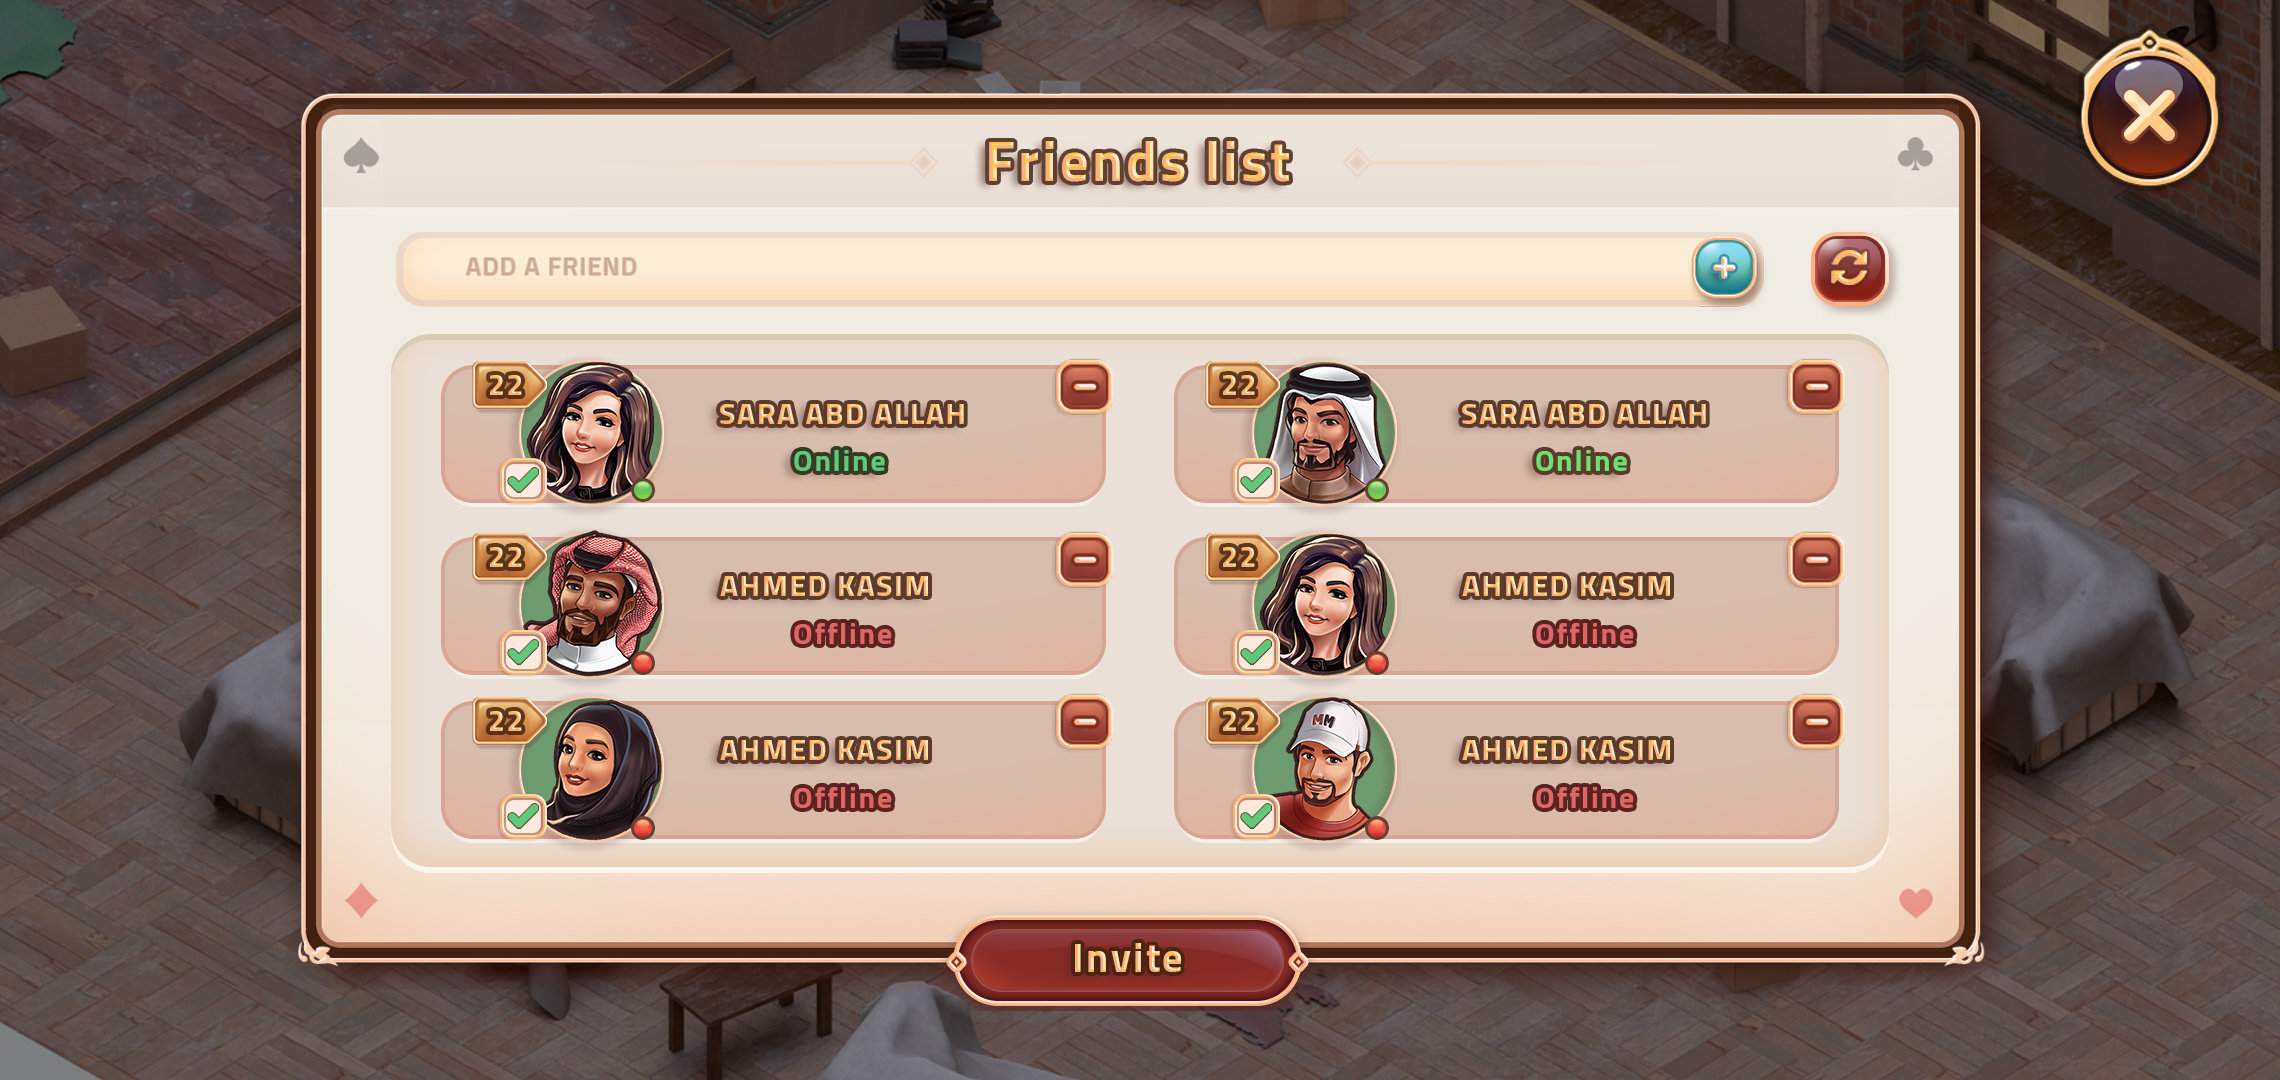 Friends list
ADD A FRIEND
22
SARA ABD ALLAH
Online
22
SARA ABD ALLAH
Online
22
AHMED KASIM
Offline
22
AHMED KASIM
Offline
22
AHMED KASIM
Offline
22
MM
AHMED KASIM
Offline
Invite